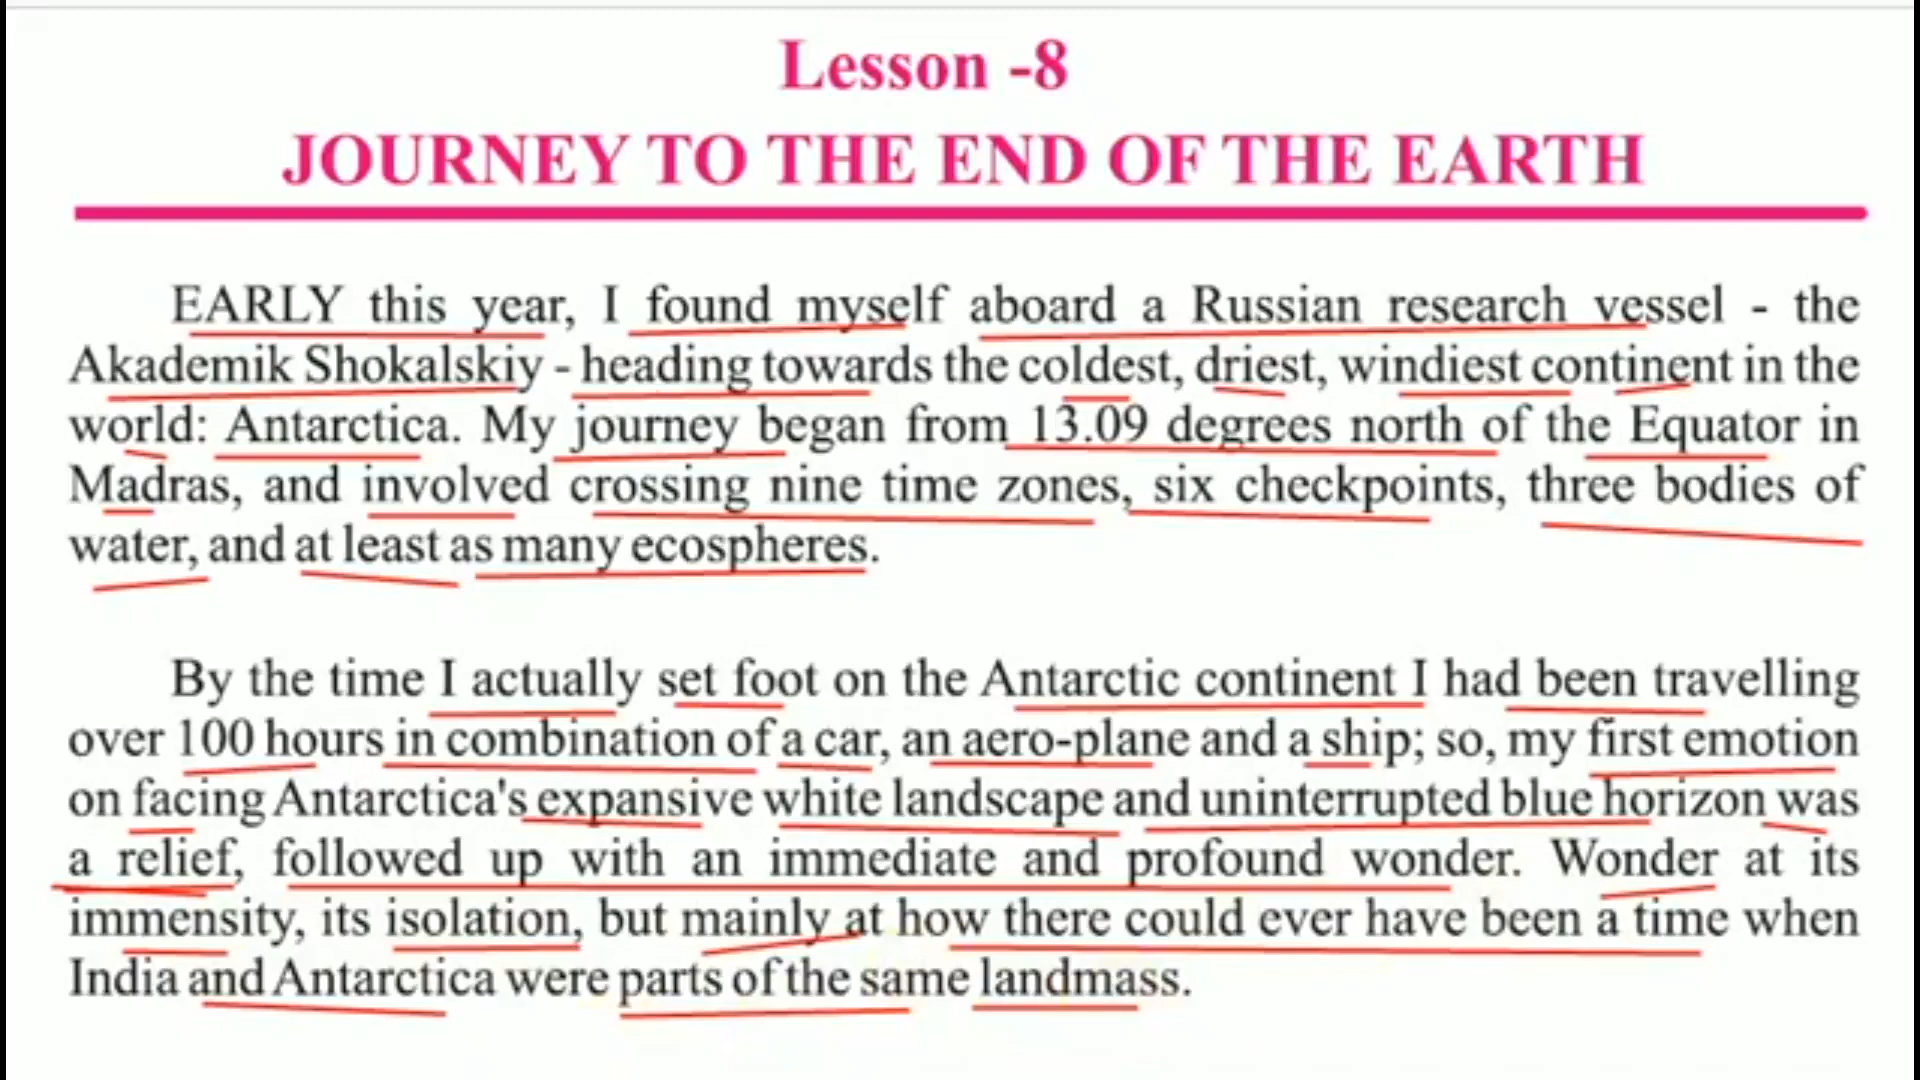 Lesson -8
JOURNEY TO THE END OF THE EARTH
EARLY this year, I found myself aboard a Russian research vessel - the
Akademik Shokalskiy - heading towards the coldest, driest, windiest continent in the
world: Antarctica. My journey began from 13.09 degrees north of the Equator in
Madras, and involved crossing nine time zones, six checkpoints, three bodies of
water, and at least as many ecospheres.
By the time I actually set foot on the Antarctic continent I had been travelling
over 100 hours in combination of a car, an aero-plane and a ship; so, my first emotion
on facing Antarctica's expansive white landscape and uninterrupted blue horizon was
a relief, followed up with an immediate and profound wonder. Wonder at its
immensity, its isolation, but mainly at how there could ever have been a time when
India and Antarctica were parts of the same landmass.